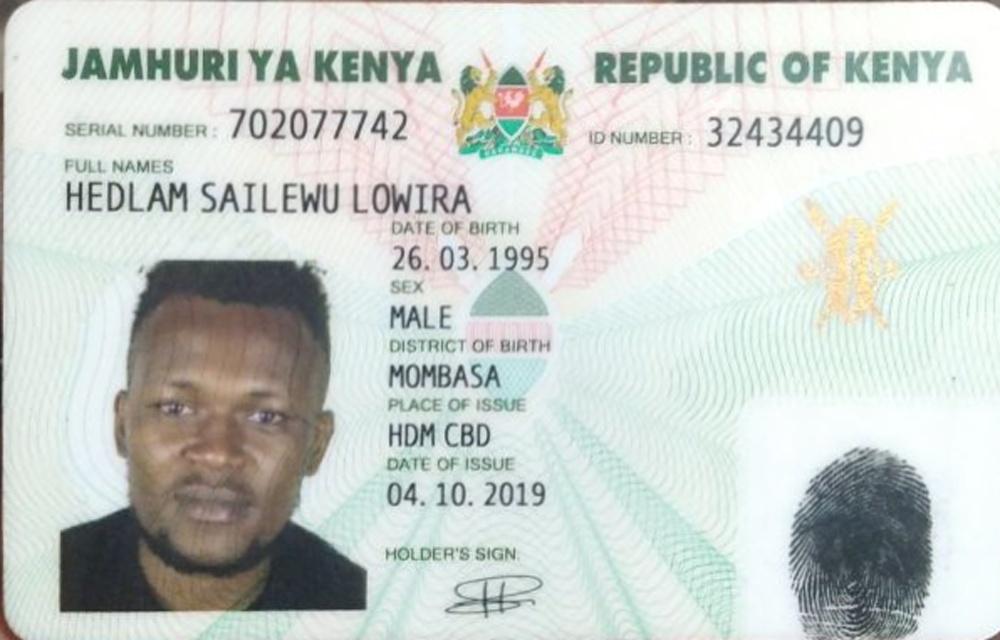 JAMHURI YA KENYA REPUBLIC OF KENYA
SERIAL NUMBER : 702077742 ID NUMBER : 32434409
FULL NAMES
HEDLAM SAILEWU LOWIRA
DATE OF BIRTH
26. 03. 1995
SEX
MALE
DISTRICT OF BIRTH
MOMBASA
PLACE OF ISSUE
HDM CBD
DATE OF ISSUE
04. 10. 2019
HOLDER'S SIGN.